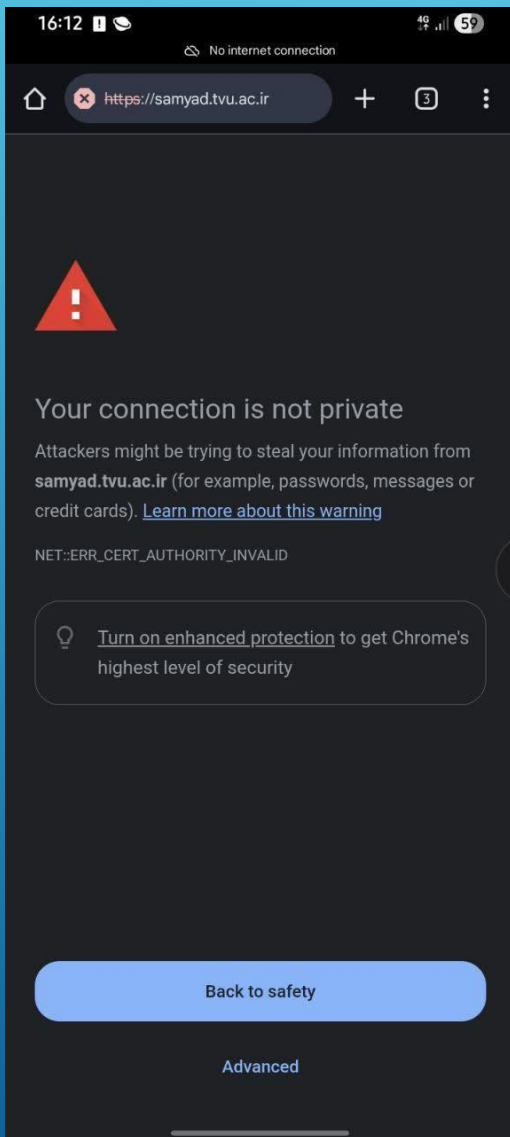 16:12
4G 59
No internet connection
https://samyad.tvu.ac.ir
3
Your connection is not private
Attackers might be trying to steal your information from
samyad.tvu.ac.ir (for example, passwords, messages or
credit cards). Learn more about this warning
NET::ERR_CERT_AUTHORITY_INVALID
Turn on enhanced protection to get Chrome's
highest level of security
Back to safety
Advanced